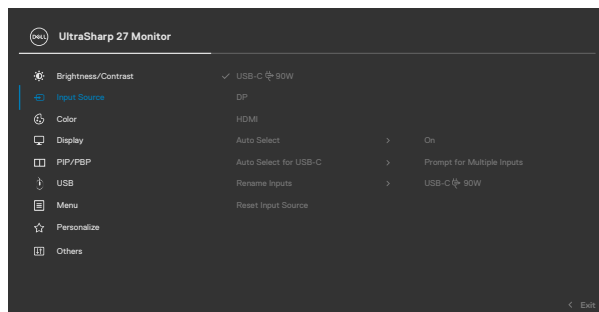 DELL UltraSharp 27 Monitor
Brightness/Contrast USB-C 90W
Input Source DP
Color HDMI
Display Auto Select On
PIP/PBP Auto Select for USB-C Prompt for Multiple Inputs
USB Rename Inputs USB-C 90W
Menu Reset Input Source
Personalize
Others
Exit